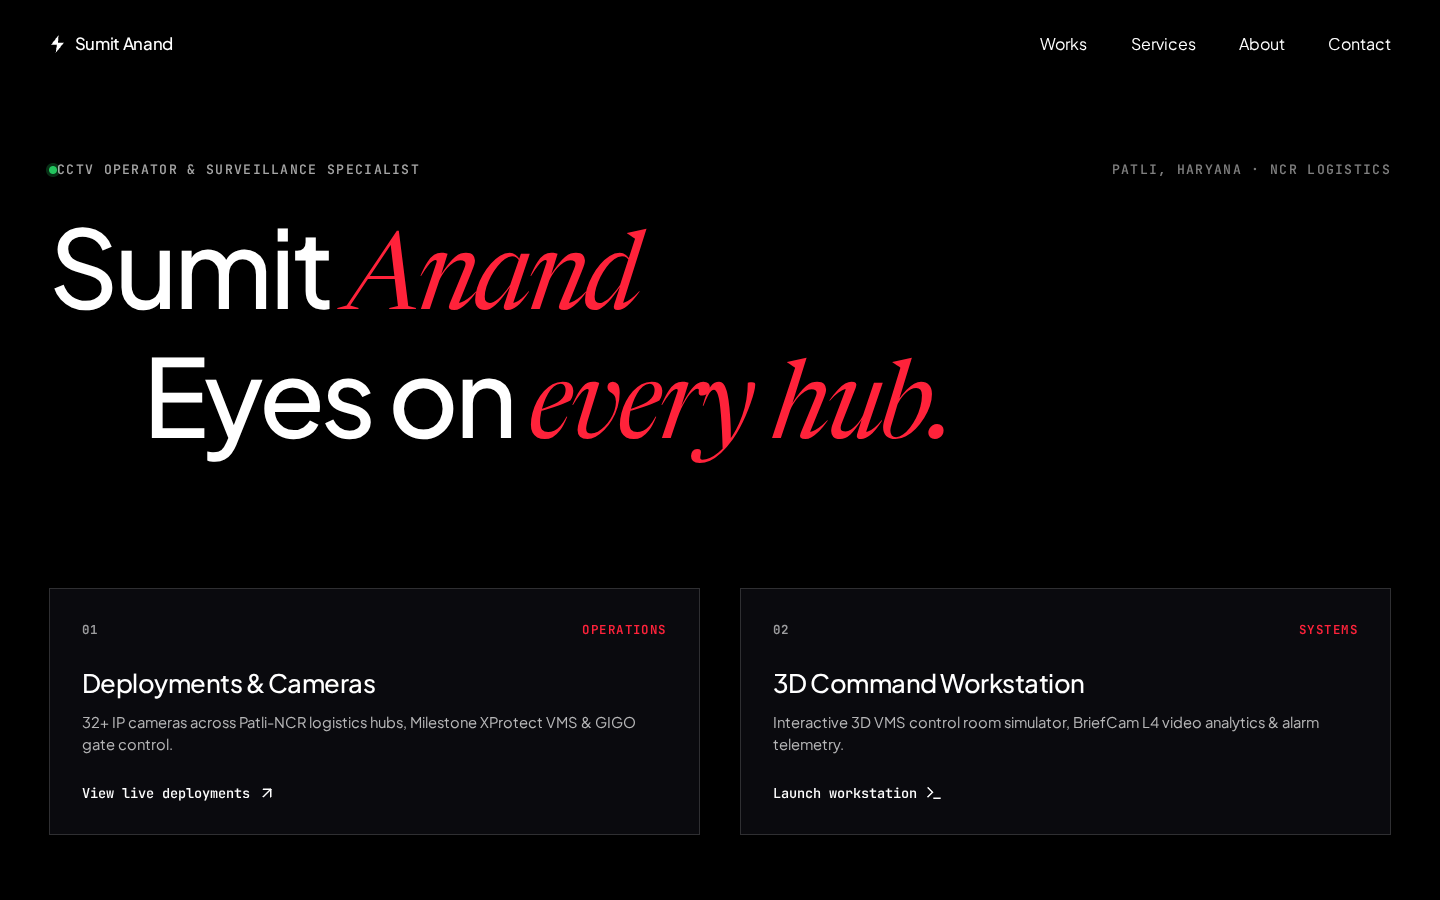 Sumit Anand
Works
Services
About
Contact
CCTV OPERATOR & SURVEILLANCE SPECIALIST
PATLI, HARYANA · NCR LOGISTICS
Sumit Anand
Eyes on every hub.
01
OPERATIONS
Deployments & Cameras
32+ IP cameras across Patli-NCR logistics hubs, Milestone XProtect VMS & GIGO
gate control.
View live deployments
02
SYSTEMS
3D Command Workstation
Interactive 3D VMS control room simulator, BriefCam L4 video analytics & alarm
telemetry.
Launch workstation